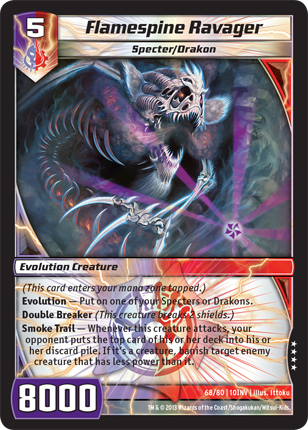 5
Flamespine Ravager
Specter/Drakon
Evolution Creature
(This card enters your mana zone tapped.)
Evolution — Put on one of your Specters or Drakons.
Double Breaker (This creature breaks 2 shields.)
Smoke Trail — Whenever this creature attacks, your
opponent puts the top card of his or her deck into his or
her discard pile. If it's a creature, banish target enemy
creature that has less power than it.
8000
68/80 | 10INV | Illus. Ittoku
TM & © 2013 Wizards of the Coast/Shogakukan/Mitsui-Kids.